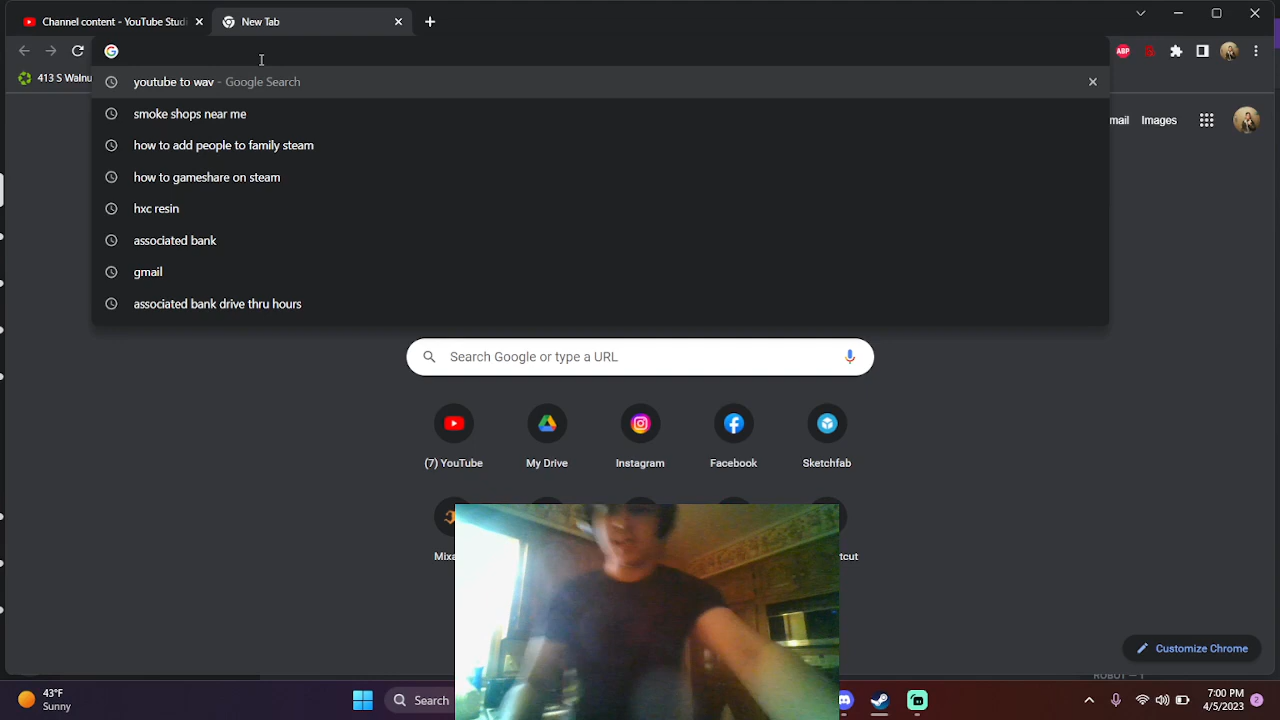 Channel content - YouTube Studi
New Tab
413 S Walnu
youtube to wav - Google Search
smoke shops near me
how to add people to family steam
how to gameshare on steam
hxc resin
associated bank
gmail
associated bank drive thru hours
ABP
mail Images
Search Google or type a URL
(7) YouTube
My Drive
Instagram
Facebook
Sketchfab
Mixa
tcut
Customize Chrome
43°F
Sunny
Search
7:00 PM
4/5/2023
2